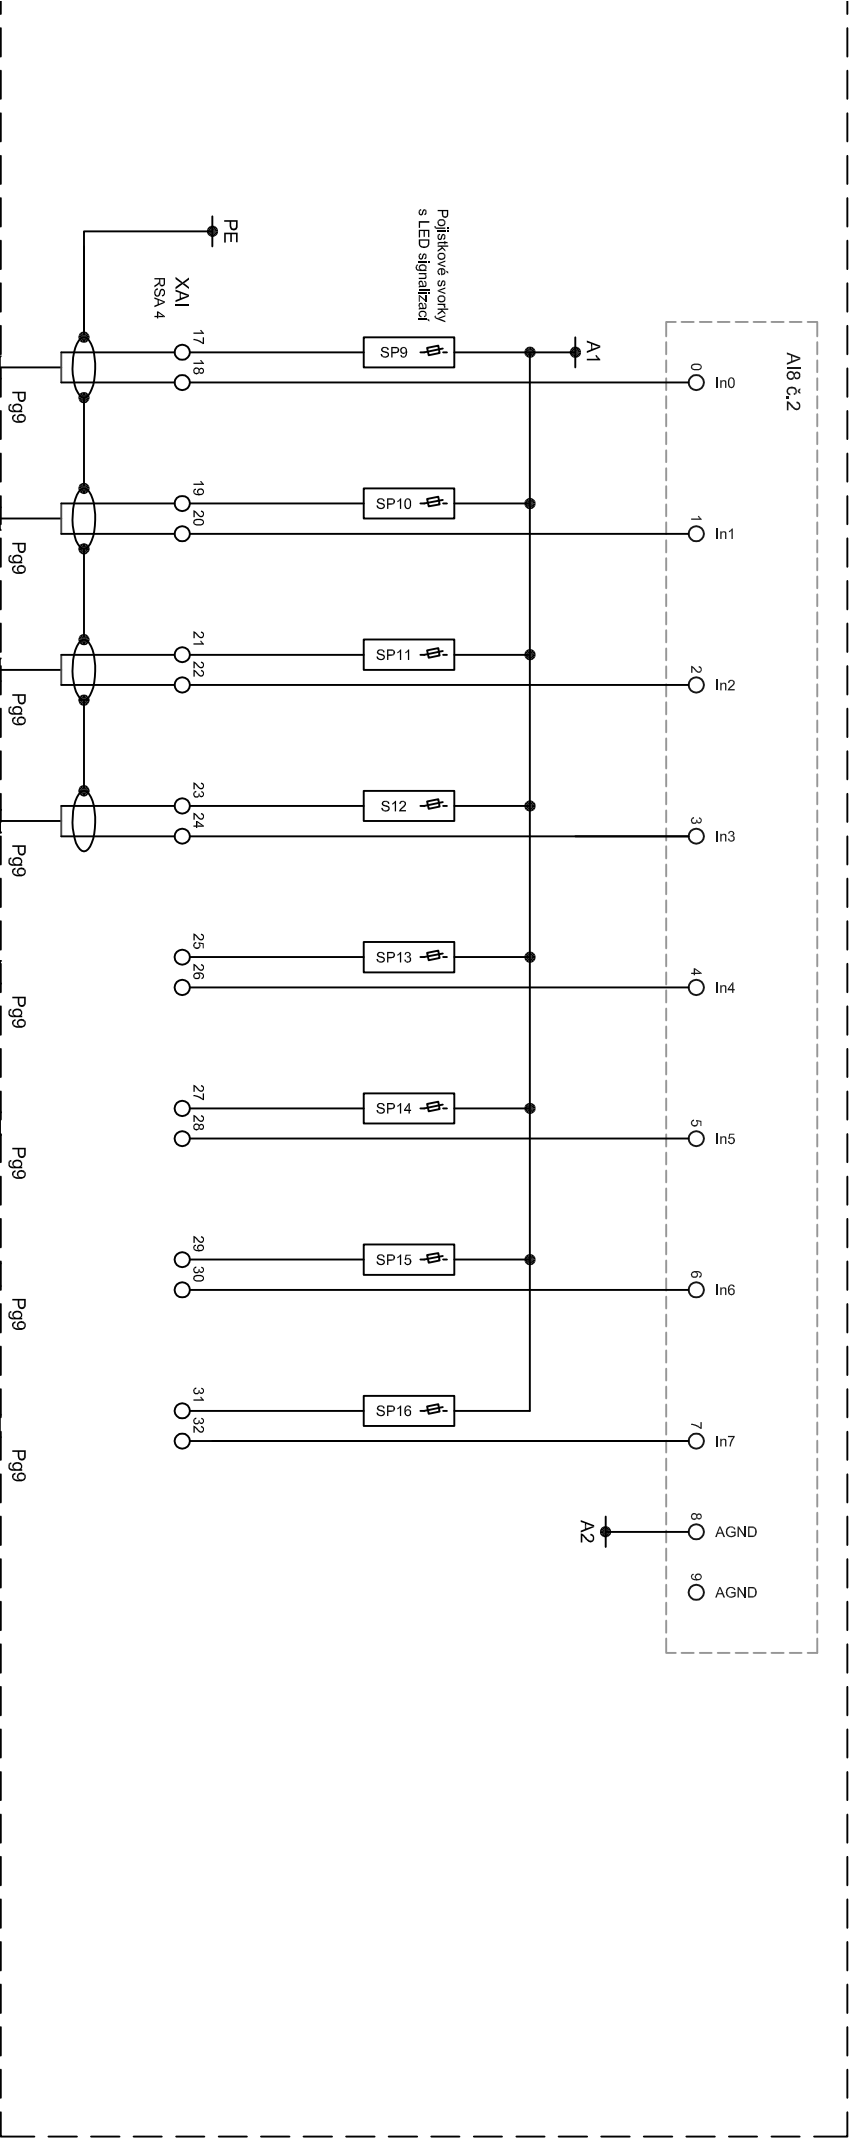 AI8 č.2
A1
Pojistkové svorky
s LED signalizací
PE
XAI
RSA 4
17
18
SP9
0
In0
Pg9
19
20
SP10
1
In1
Pg9
21
22
SP11
2
In2
Pg9
23
24
S12
3
In3
Pg9
25
26
SP13
4
In4
Pg9
27
28
SP14
5
In5
Pg9
29
30
SP15
6
In6
Pg9
31
32
SP16
7
In7
Pg9
A2
8
AGND
9
AGND